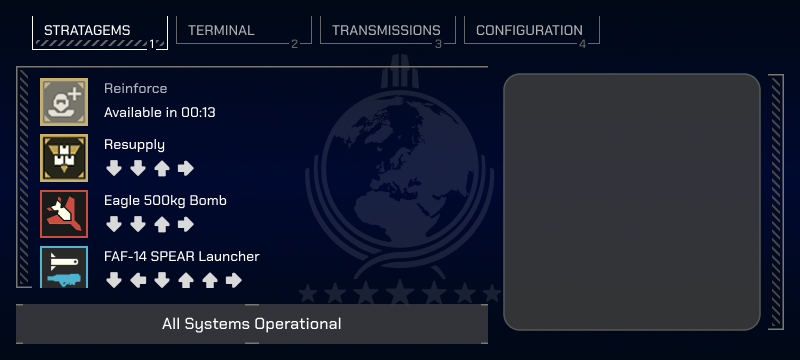 STRATAGEMS
1
TERMINAL
2
TRANSMISSIONS
3
CONFIGURATION
4
Reinforce
Available in 00:13
Resupply
Eagle 500kg Bomb
FAF-14 SPEAR Launcher
All Systems Operational